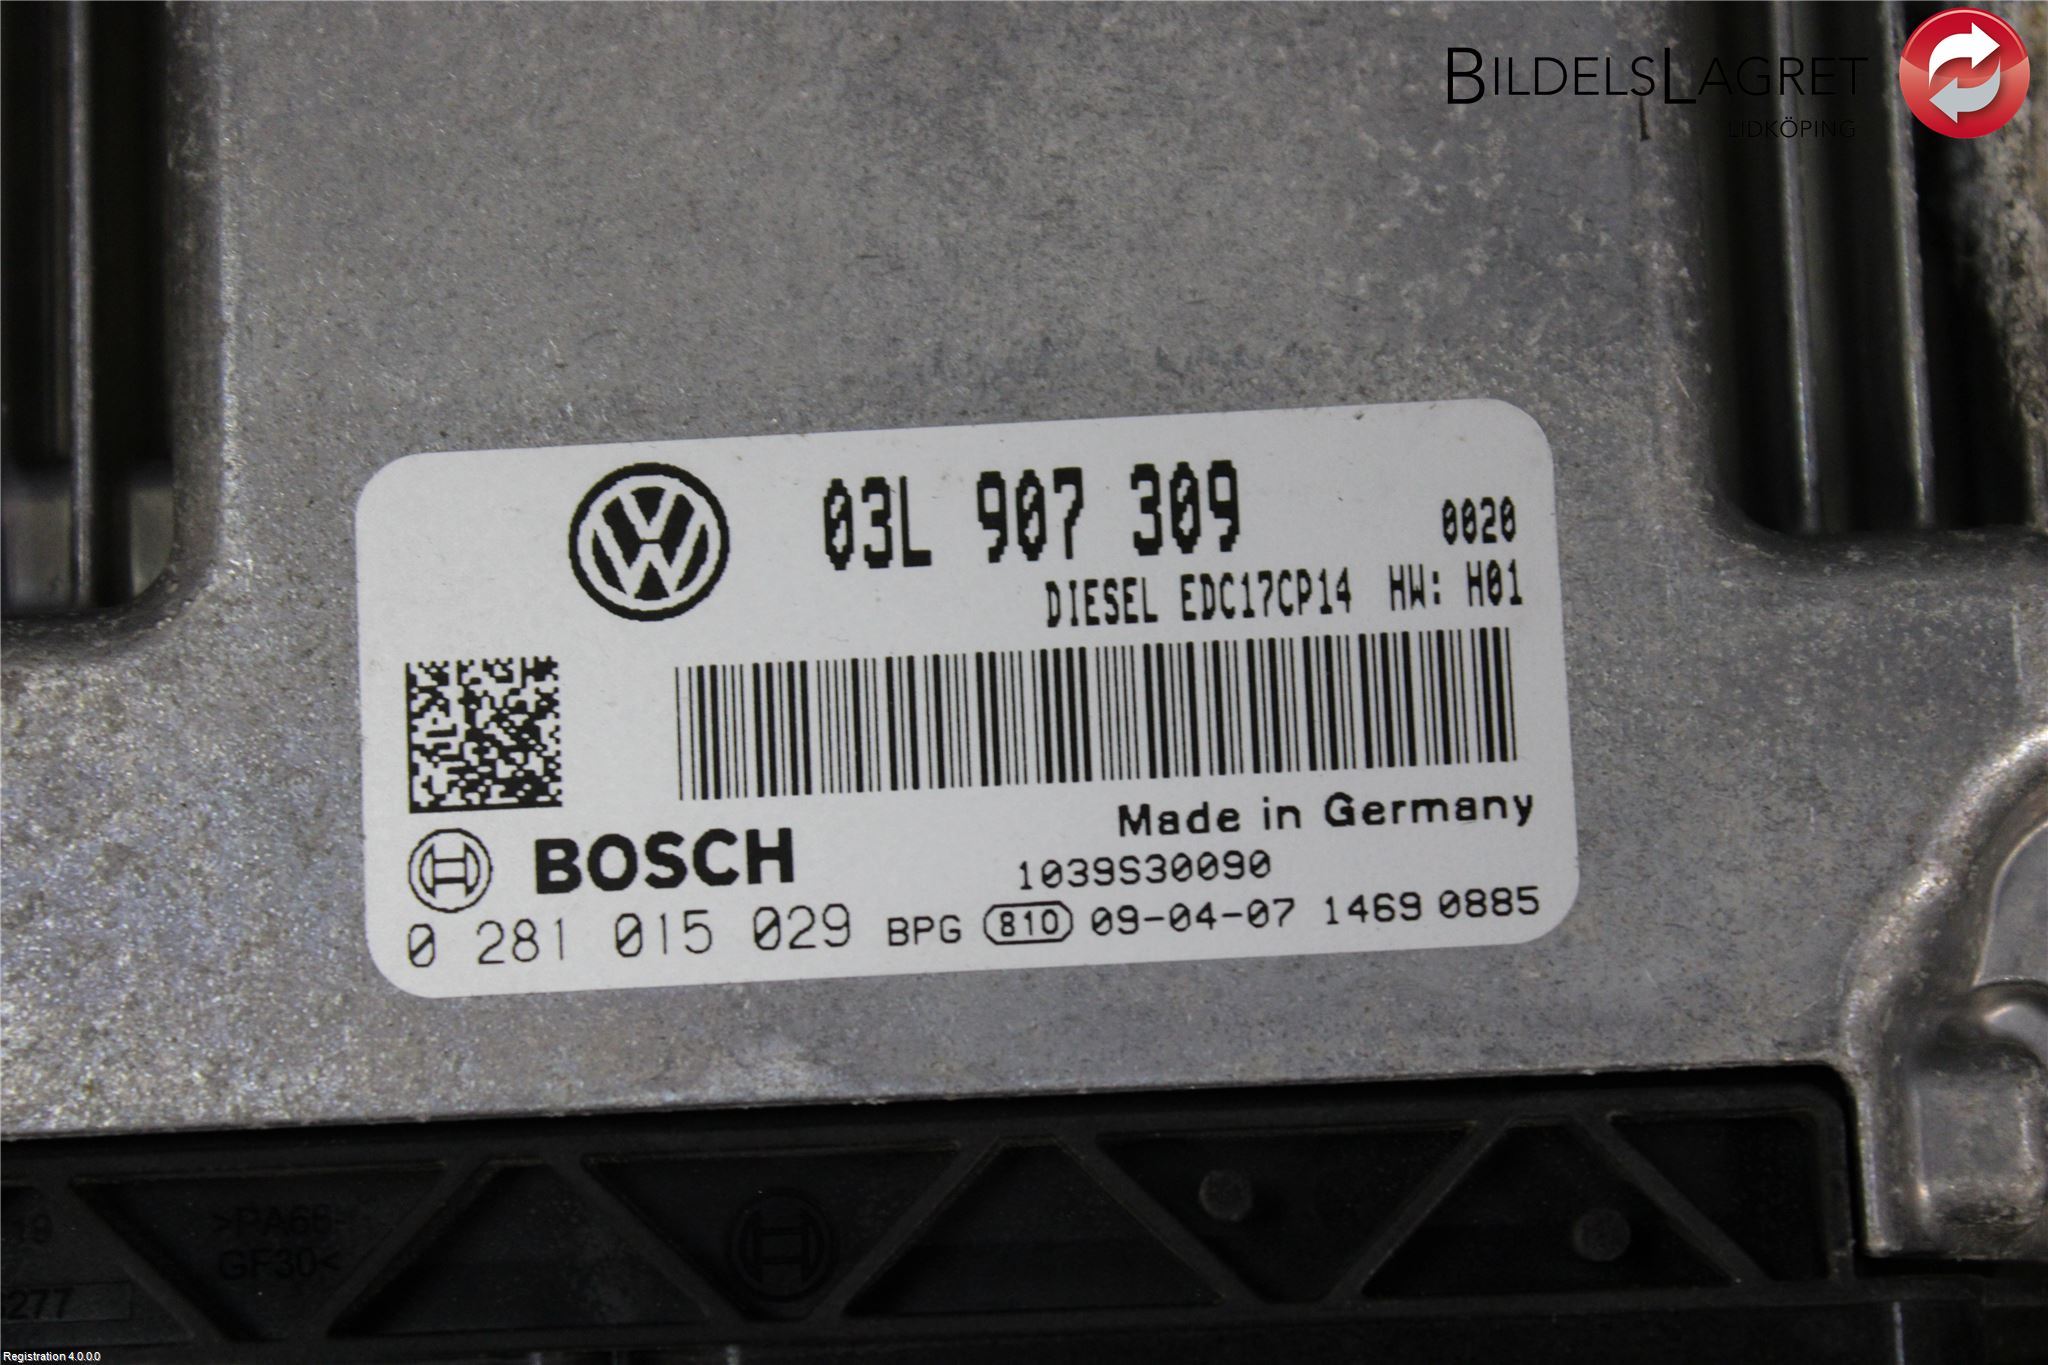 BILDELSLAGRET
LIDKÖPING
03L 907 309
0020
DIESEL EDC17CP14 HW: H01
Made in Germany
BOSCH
1039S30090
0 281 015 029 BPG 810 09-04-07 1469 0885
>PA66-
GF30<
277
Registration 4.0.0.0